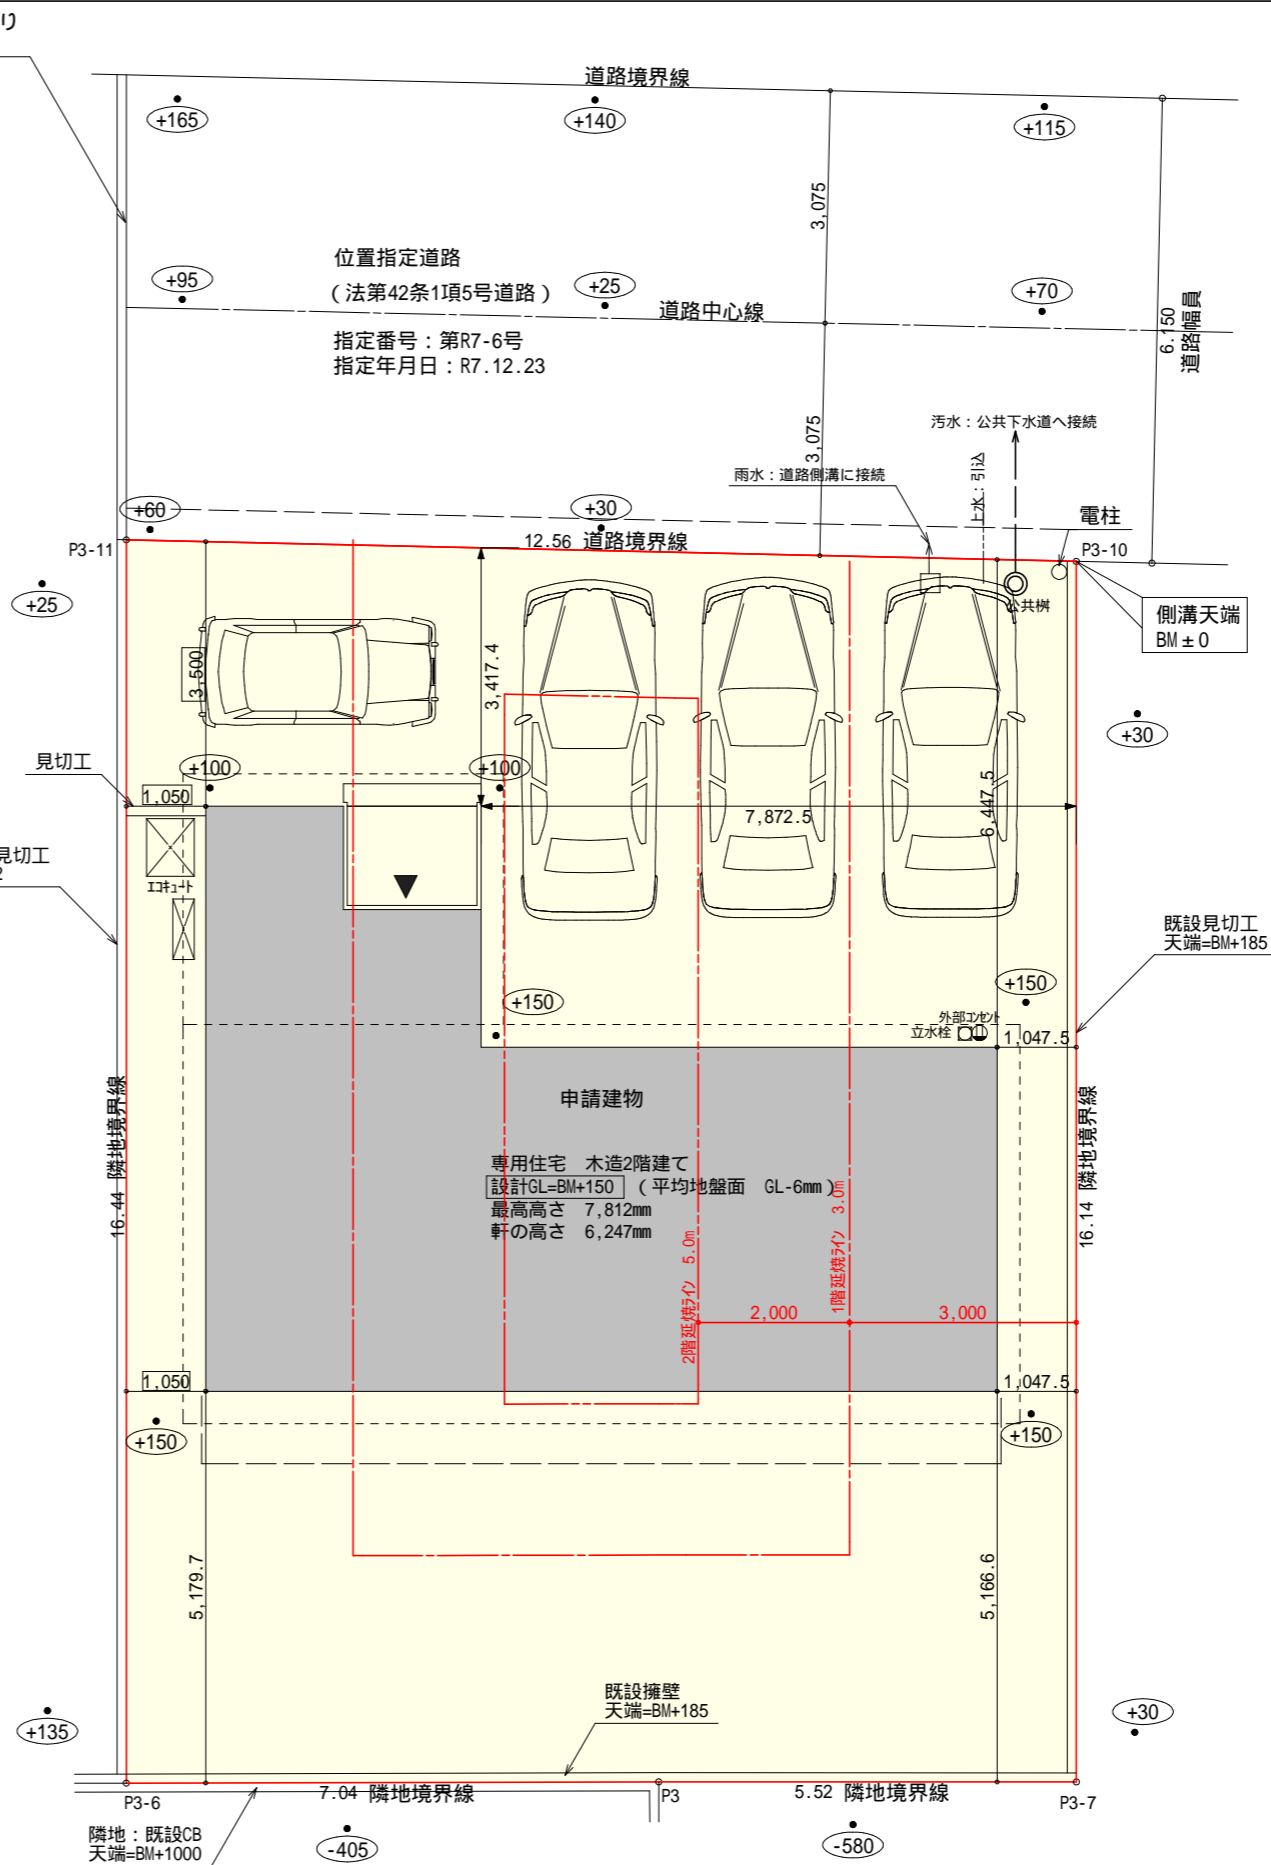 り
道路境界線
+165
+140
+115
3,075
位置指定道路
（法第42条1項5号道路）
+95
+25
+70
道路中心線
6.150
道路幅員
指定番号：第R7-6号
指定年月日：R7.12.23
3,075
汚水：公共下水道へ接続
雨水：道路側溝に接続
上水：引込
+60
+30
電柱
P3-11
12.56 道路境界線
P3-10
+25
公共桝
側溝天端
BM±0
3,500
3,417.4
+30
見切工
+100
+100
1,050
7,872.5
6,447.5
見切工
2
エコキュート
既設見切工
天端=BM+185
+150
+150
外部コンセント
立水栓
1,047.5
申請建物
16.44 隣地境界線
16.14 隣地境界線
専用住宅　木造2階建て
設計GL=BM+150 （平均地盤面　GL-6mm）
最高高さ　7,812mm
軒の高さ　6,247mm
2階延焼ライン　5.0m
1階延焼ライン　3.0m
2,000
3,000
1,050
1,047.5
+150
+150
5,179.7
5,166.6
既設擁壁
天端=BM+185
+135
+30
7.04 隣地境界線
5.52 隣地境界線
P3-6
P3
P3-7
隣地：既設CB
天端=BM+1000
-405
-580